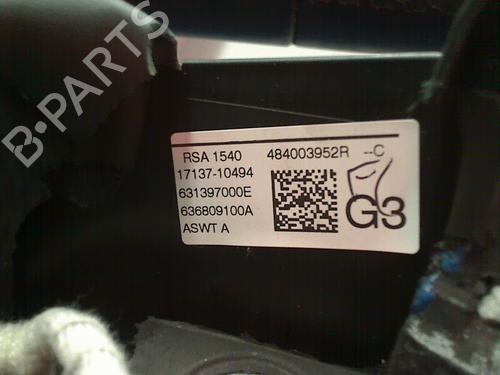 B-PARTS
RSA 1540 484003952R --C
17137-10494
631397000E
636809100A
ASWT A
G3